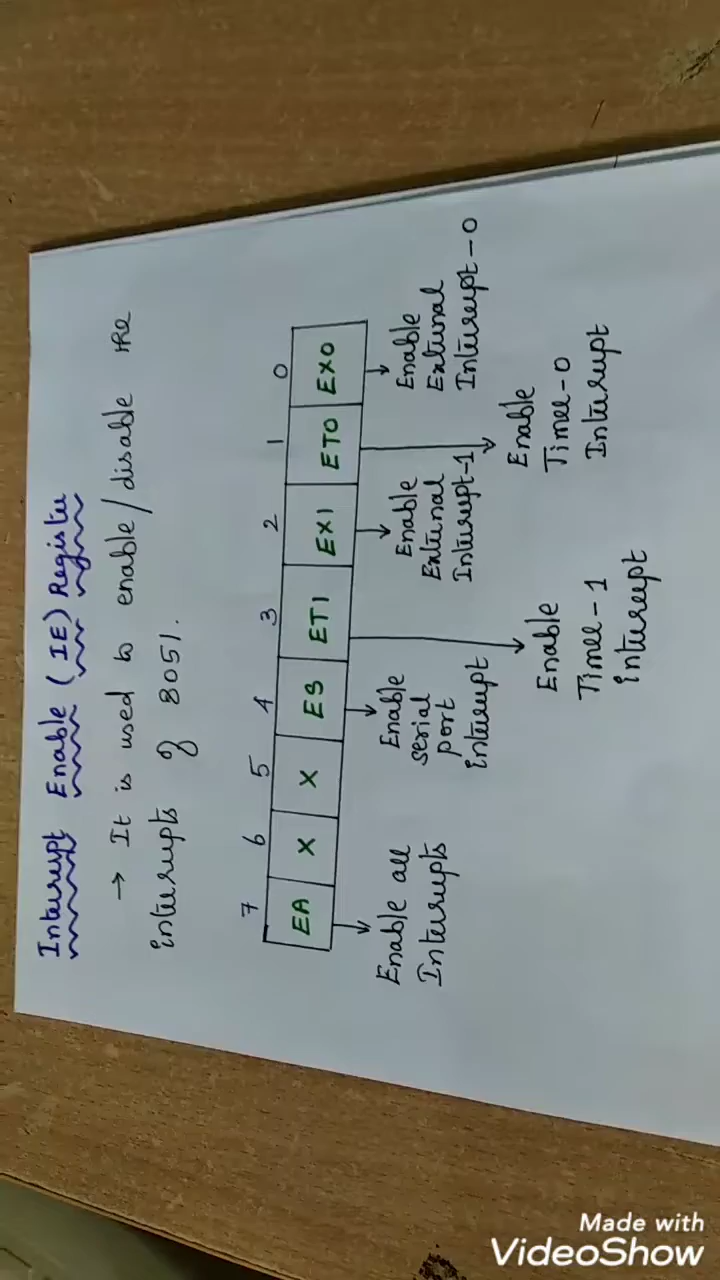 Interrupt Enable (IE) Register
→ It is used to enable/disable the
interrupts of 8051.
7 6 5 4 3 2 1 0
EA X X ES ET1 EX1 ET0 EX0
Enable all
Interrupts
Enable
serial
port
interrupt
Enable
Timer-1
interrupt
Enable
External
Interrupt-1
Enable
Timer-0
Interrupt
Enable
External
Interrupt-0
Made with
VideoShow